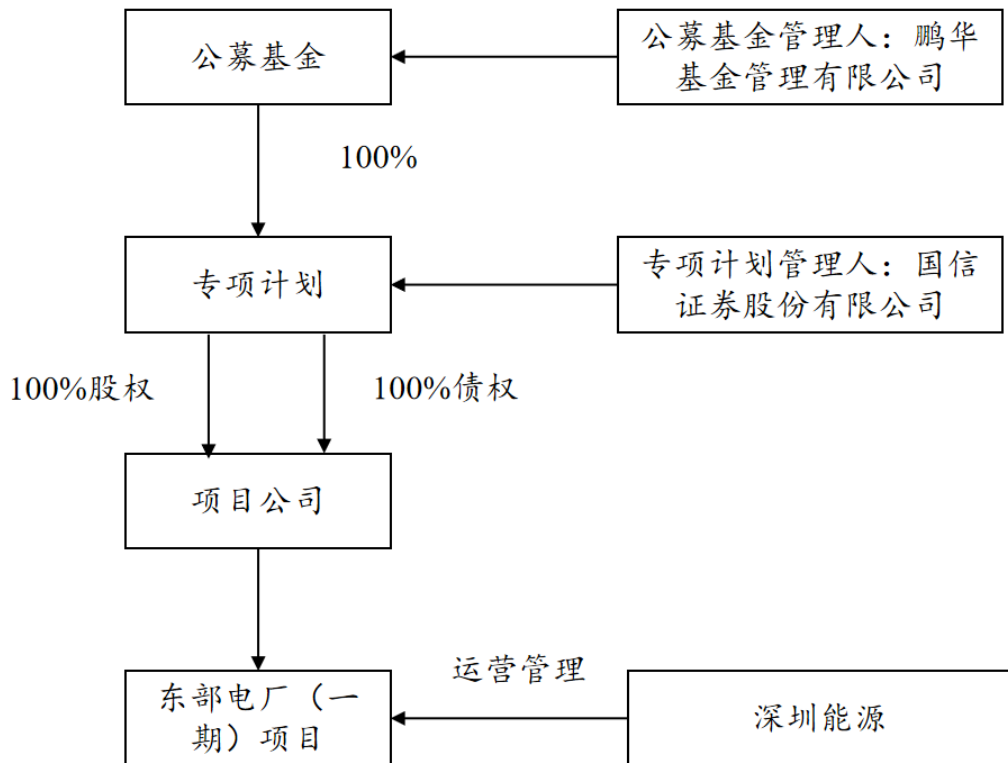 公募基金
公募基金管理人：鹏华
基金管理有限公司
100%
专项计划
专项计划管理人：国信
证券股份有限公司
100%股权
100%债权
项目公司
东部电厂（一
期）项目
运营管理
深圳能源